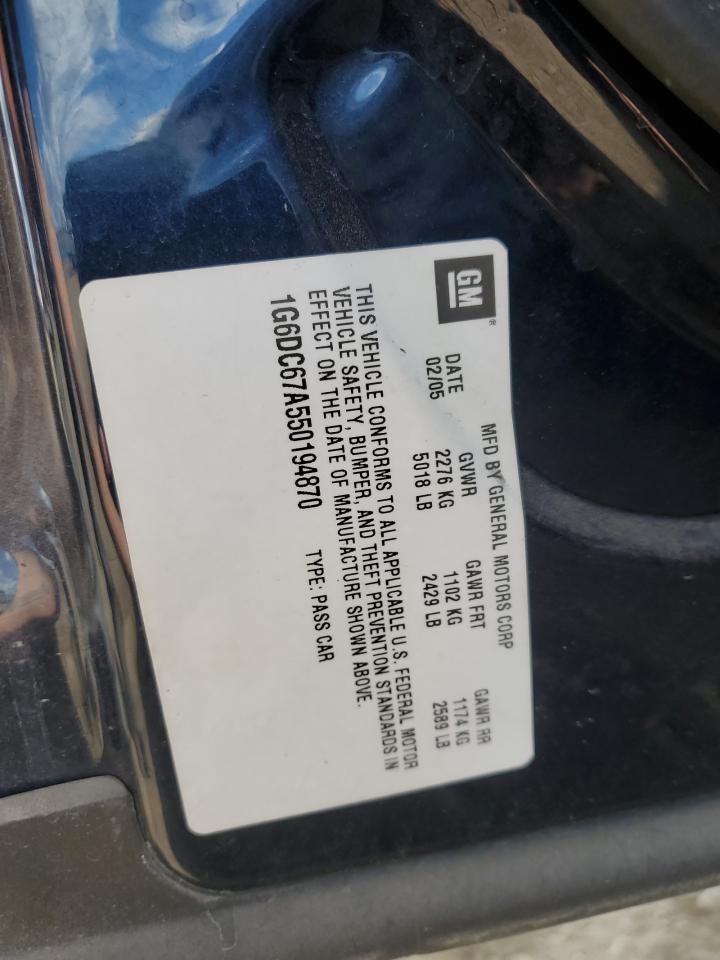 GM®
MFD BY GENERAL MOTORS CORP
DATE GVWR GAWR FRT GAWR RR
02/05 2276 KG 1102 KG 1174 KG
5018 LB 2429 LB 2589 LB
THIS VEHICLE CONFORMS TO ALL APPLICABLE U.S. FEDERAL MOTOR
VEHICLE SAFETY, BUMPER, AND THEFT PREVENTION STANDARDS IN
EFFECT ON THE DATE OF MANUFACTURE SHOWN ABOVE.
1G6DC67A550194870 TYPE: PASS CAR